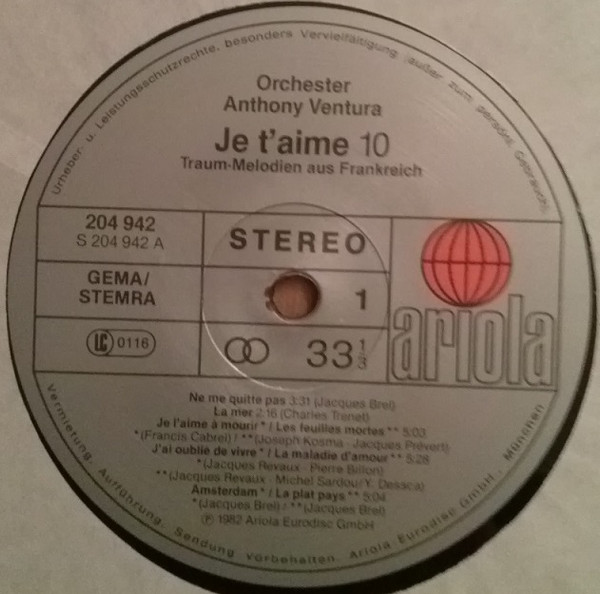 Urheber- u. Leistungsschutzrechte, besonders Vervielfältigung, außer zum persönl. Gebrauch,
Orchester
Anthony Ventura
Je t'aime 10
Traum-Melodien aus Frankreich
204 942
S 204 942 A
STEREO
GEMA/
STEMRA
1
LC 0116
33 1/3
ariola
Ne me quitte pas 3:31 (Jacques Brel)
La mer 2:16 (Charles Trenet)
Je l'aime à mourir * / Les feuilles mortes ** 5:03
*(Francis Cabrel) / **(Joseph Kosma - Jacques Prévert)
J'ai oublié de vivre * / La maladie d'amour ** 5:28
*(Jacques Revaux - Pierre Billon)
**(Jacques Revaux - Michel Sardou/Y. Dessca)
Amsterdam * / La plat pays ** 5:04
*(Jacques Brel) / **(Jacques Brel)
Ⓟ 1982 Ariola Eurodisc GmbH
Vermietung, Aufführung, Sendung vorbehalten. Ariola-Eurodisc GmbH, München